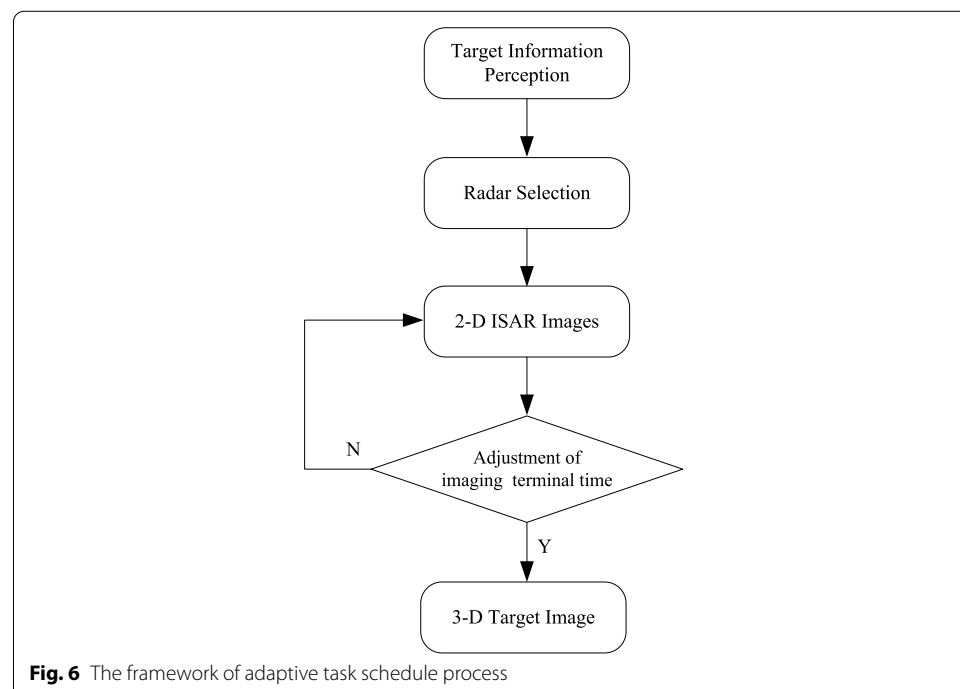 Target Information
Perception
Radar Selection
2-D ISAR Images
N
Adjustment of
imaging terminal time
Y
3-D Target Image
Fig. 6 The framework of adaptive task schedule process